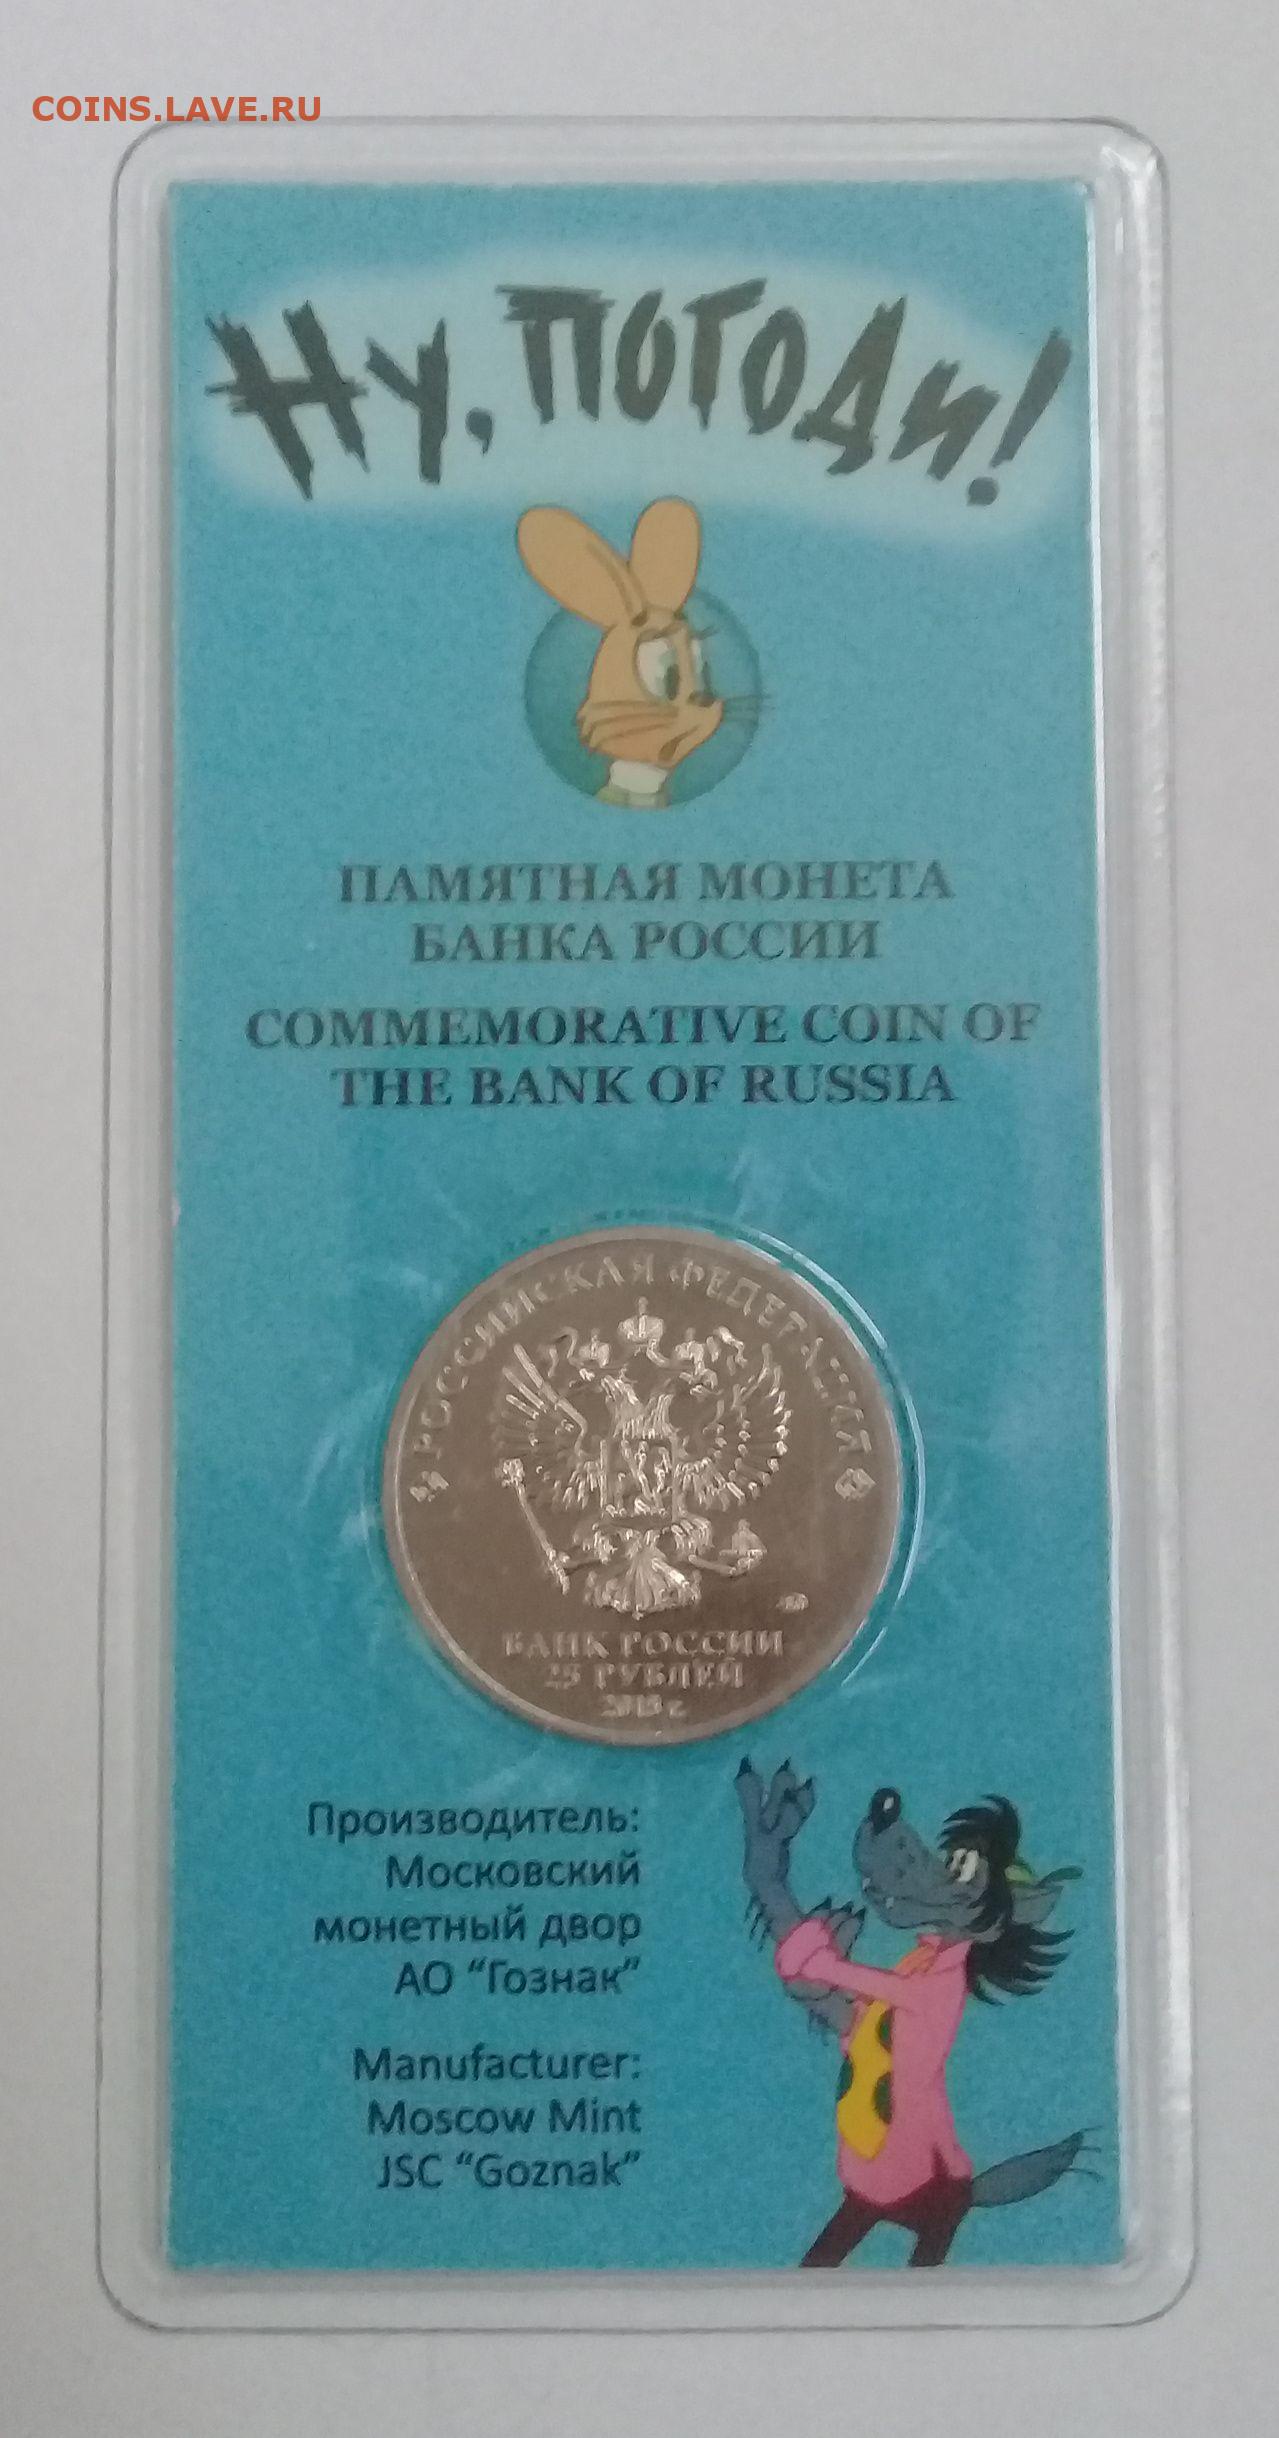 COINS.LAVE.RU
Ну, погоди!
ПАМЯТНАЯ МОНЕТА
БАНКА РОССИИ
COMMEMORATIVE COIN OF
THE BANK OF RUSSIA
РОССИЙСКАЯ ФЕДЕРАЦИЯ
БАНК РОССИИ
25 РУБЛЕЙ
2018 г.
Производитель:
Московский
монетный двор
АО “Гознак”
Manufacturer:
Moscow Mint
JSC “Goznak”